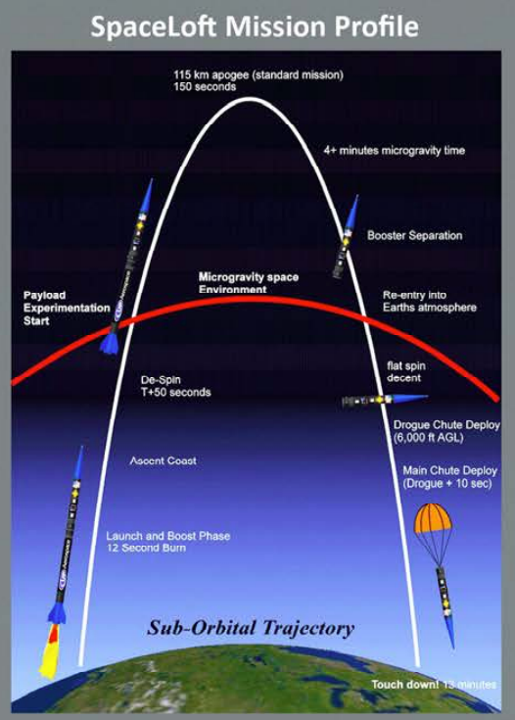 SpaceLoft Mission Profile
115 km apogee (standard mission)
150 seconds
4+ minutes microgravity time
Booster Separation
Microgravity space
Environment
Payload
Experimentation
Start
Re-entry into
Earths atmosphere
De-Spin
T+50 seconds
flat spin
decent
Drogue Chute Deploy
(6,000 ft AGL)
Ascent Coast
Main Chute Deploy
(Drogue + 10 sec)
Launch and Boost Phase
12 Second Burn
Sub-Orbital Trajectory
Touch down! 13 minutes